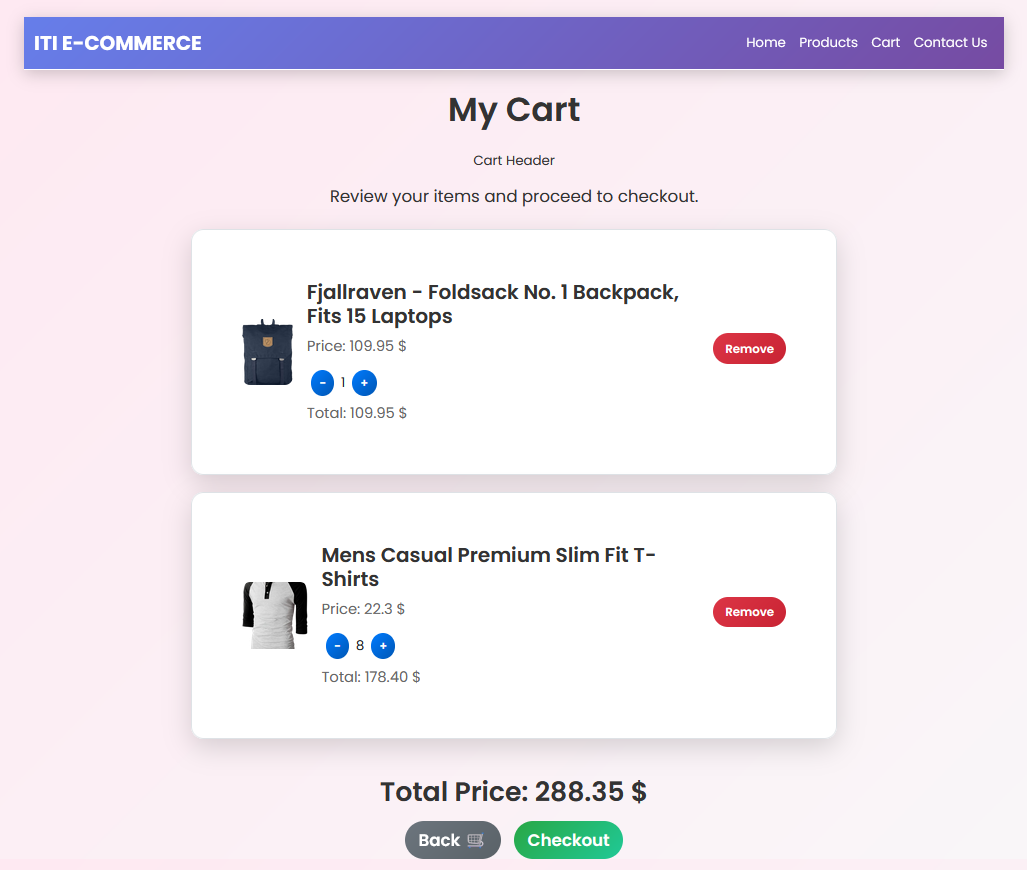 ITI E-COMMERCE
Home Products Cart Contact Us
My Cart
Cart Header
Review your items and proceed to checkout.
Fjallraven - Foldsack No. 1 Backpack,
Fits 15 Laptops
Price: 109.95 $
- 1 +
Total: 109.95 $
Remove
Mens Casual Premium Slim Fit T-
Shirts
Price: 22.3 $
- 8 +
Total: 178.40 $
Remove
Total Price: 288.35 $
Back
Checkout